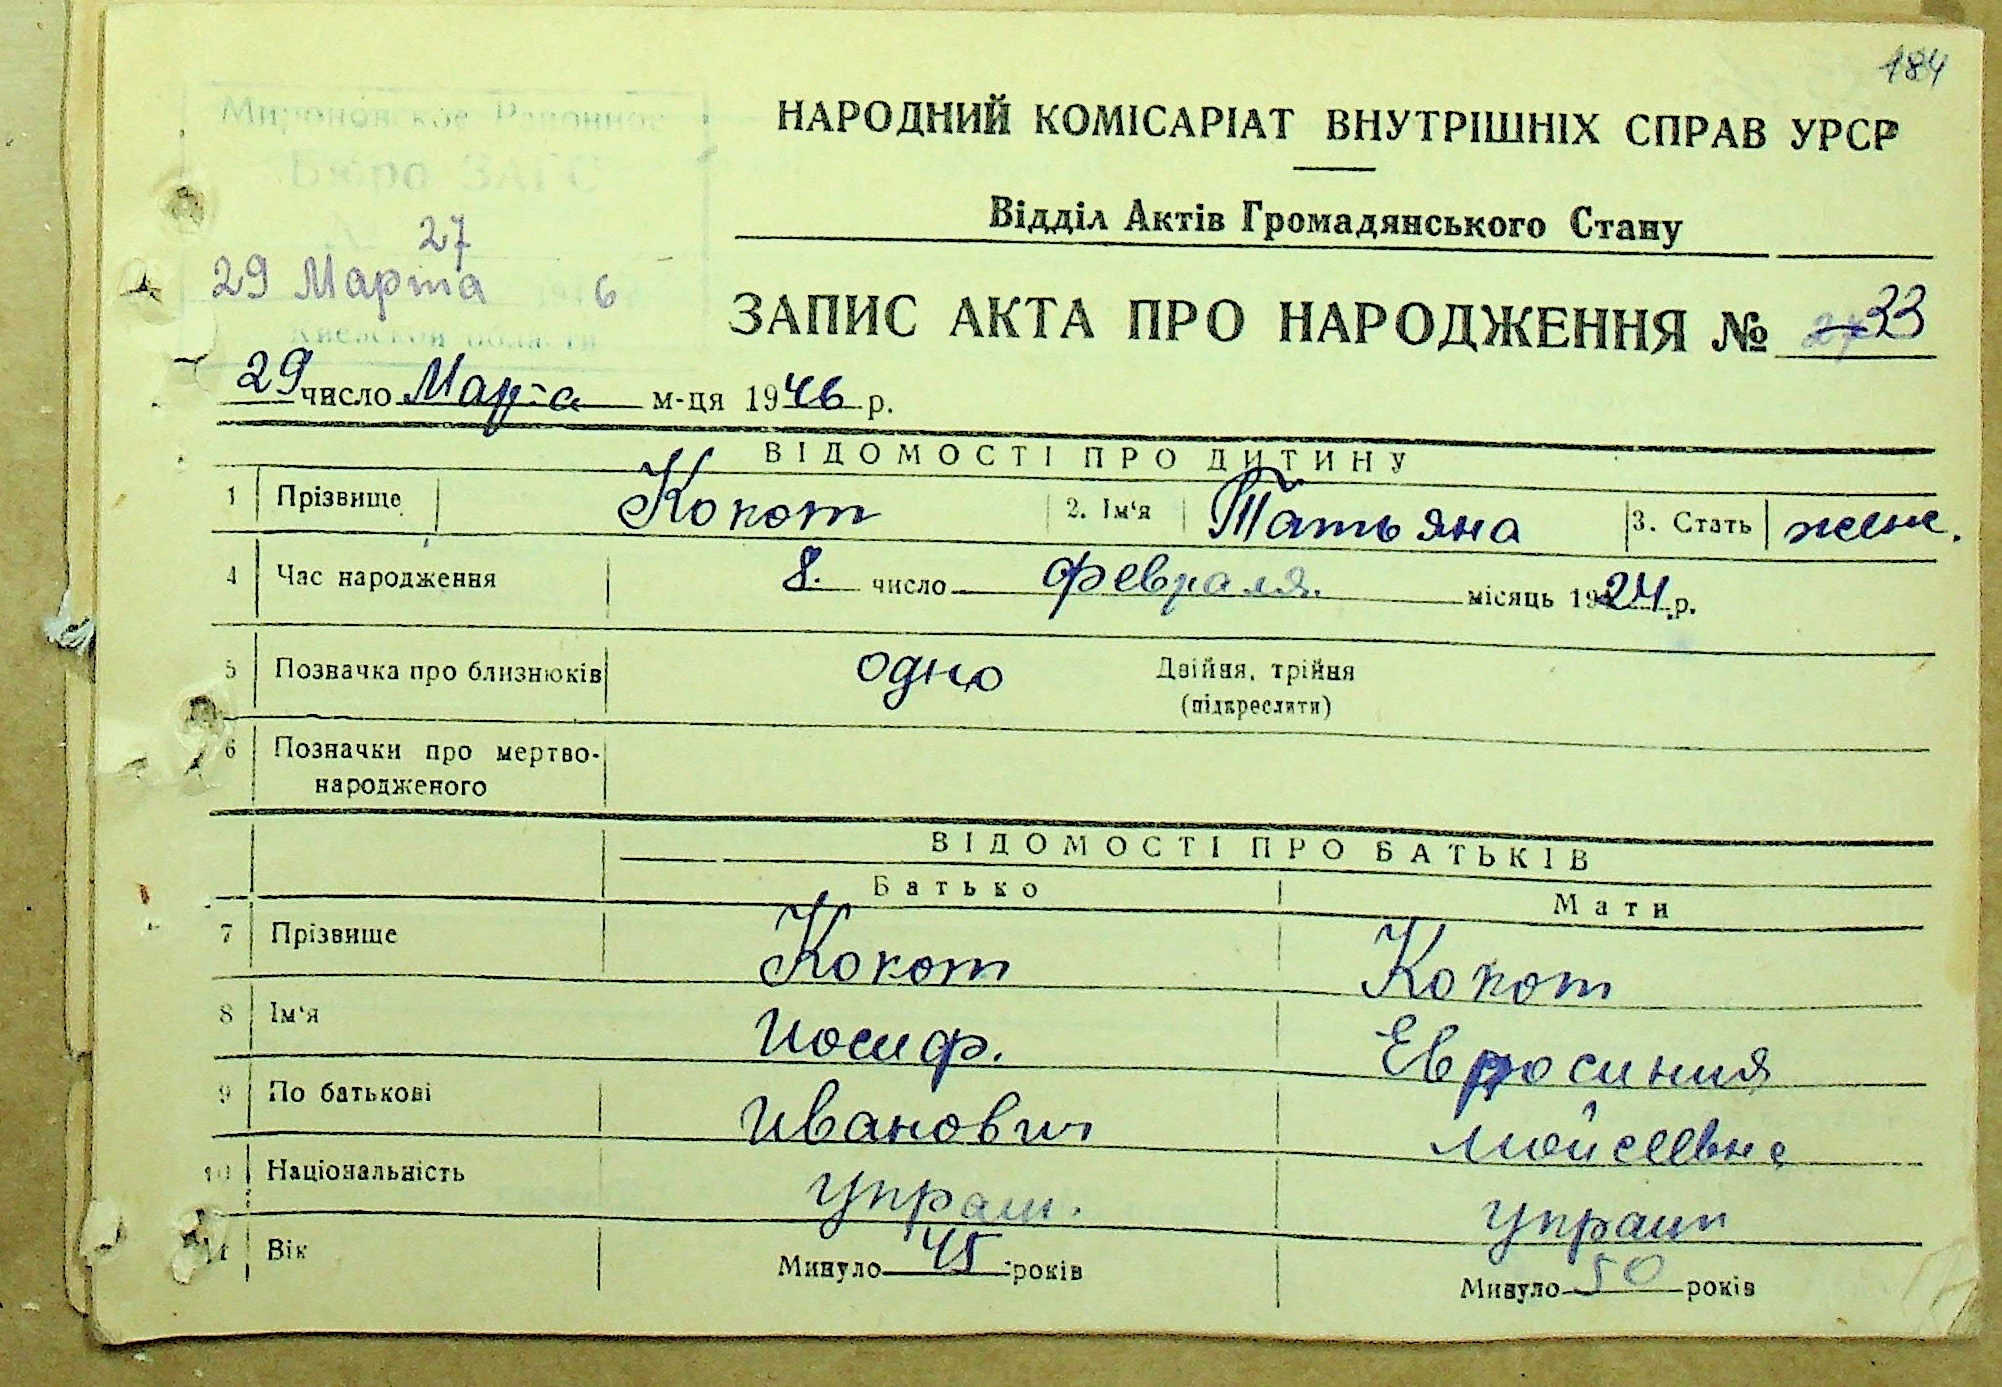 184
Мироновское Районное
Бюро ЗАГС
27
29 Марта 6
Киевской области
НАРОДНИЙ КОМІСАРІАТ ВНУТРІШНІХ СПРАВ УРСР
Відділ Актів Громадянського Стану
ЗАПИС АКТА ПРО НАРОДЖЕННЯ № 33
29 число Марта м-ця 1946 р.
ВІДОМОСТІ ПРО ДИТИНУ
1 Прізвище Кокот 2. Ім'я Татьяна 3. Стать женс.
4 Час народження 8. число февраля. місяць 1924 р.
5 Позначка про близнюків одно Двійня, трійня
(підкреслити)
6 Позначки про мертво-
народженого
ВІДОМОСТІ ПРО БАТЬКІВ
Батько Мати
7 Прізвище Кокот Кокот
8 Ім'я Иосиф. Евросиния
9 По батькові Иванович Мойсеевна
10 Національність украин. украин
11 Вік Минуло 45 років Минуло 50 років